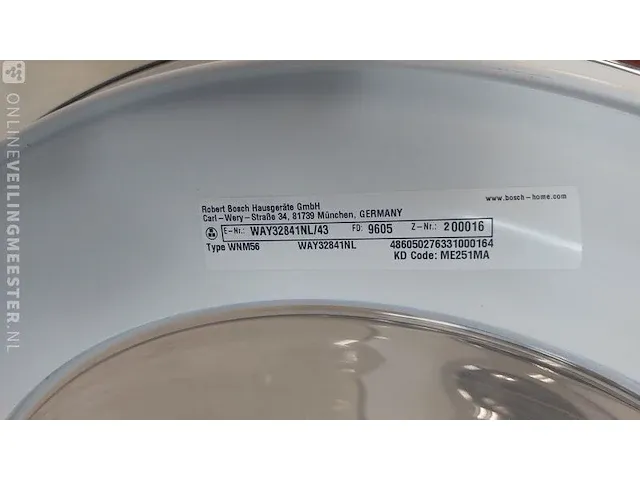 ONLINEVEILINGMEESTER.NL
Robert Bosch Hausgeräte GmbH
Carl-Wery-Straße 34, 81739 München, GERMANY
www.bosch-home.com
E-Nr.: WAY32841NL/43 FD: 9605 Z-Nr.: 200016
Type WNM56 WAY32841NL 486050276331000164
KD Code: ME251MA